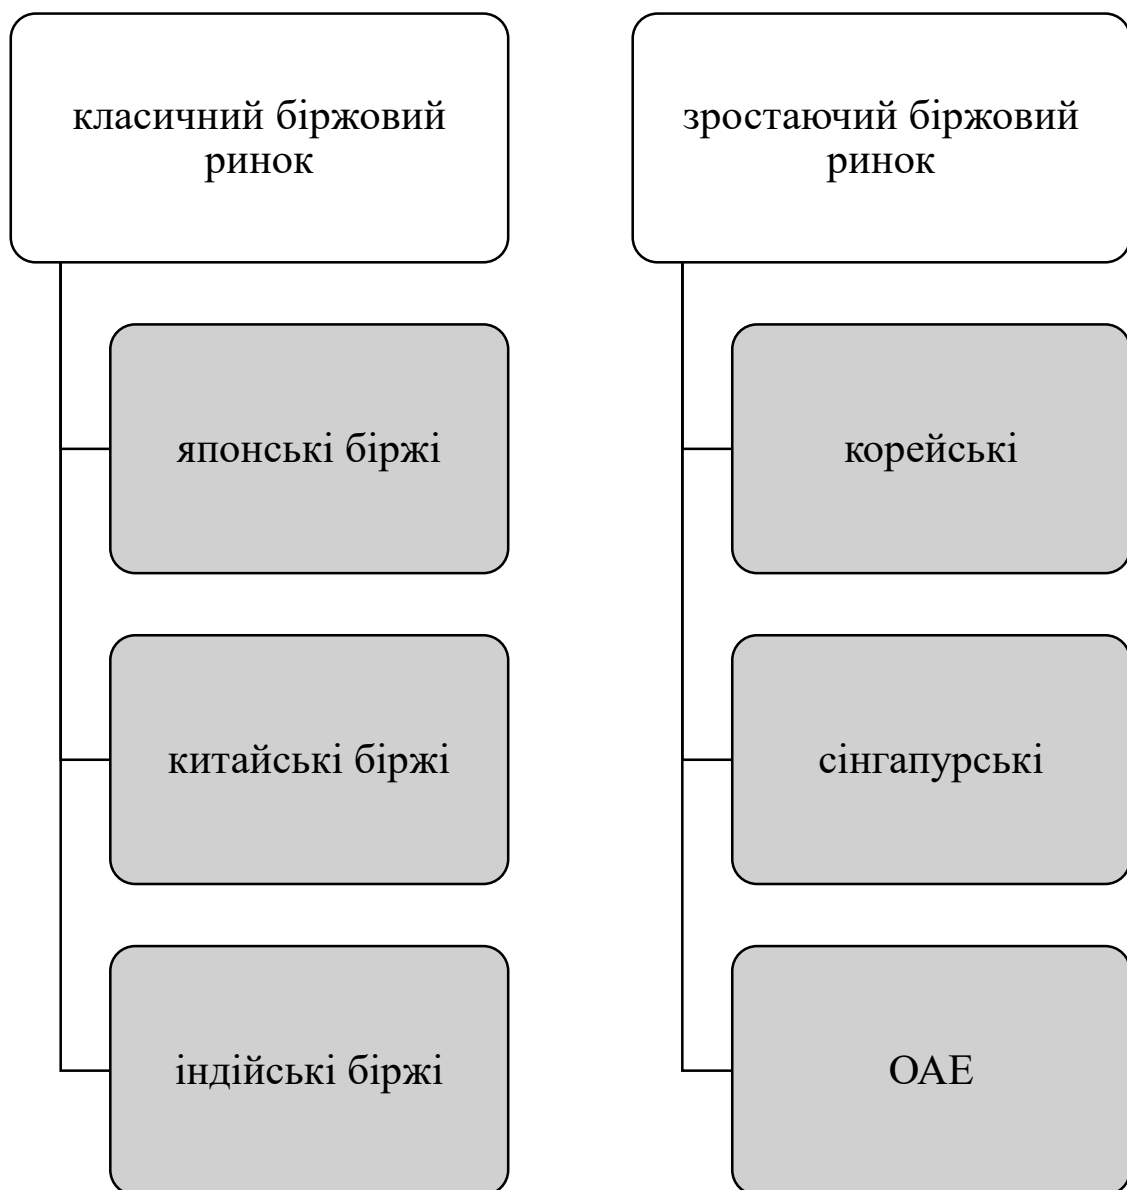 класичний біржовий
ринок
японські біржі
китайські біржі
індійські біржі
зростаючий біржовий
ринок
корейські
сінгапурські
ОАЕ